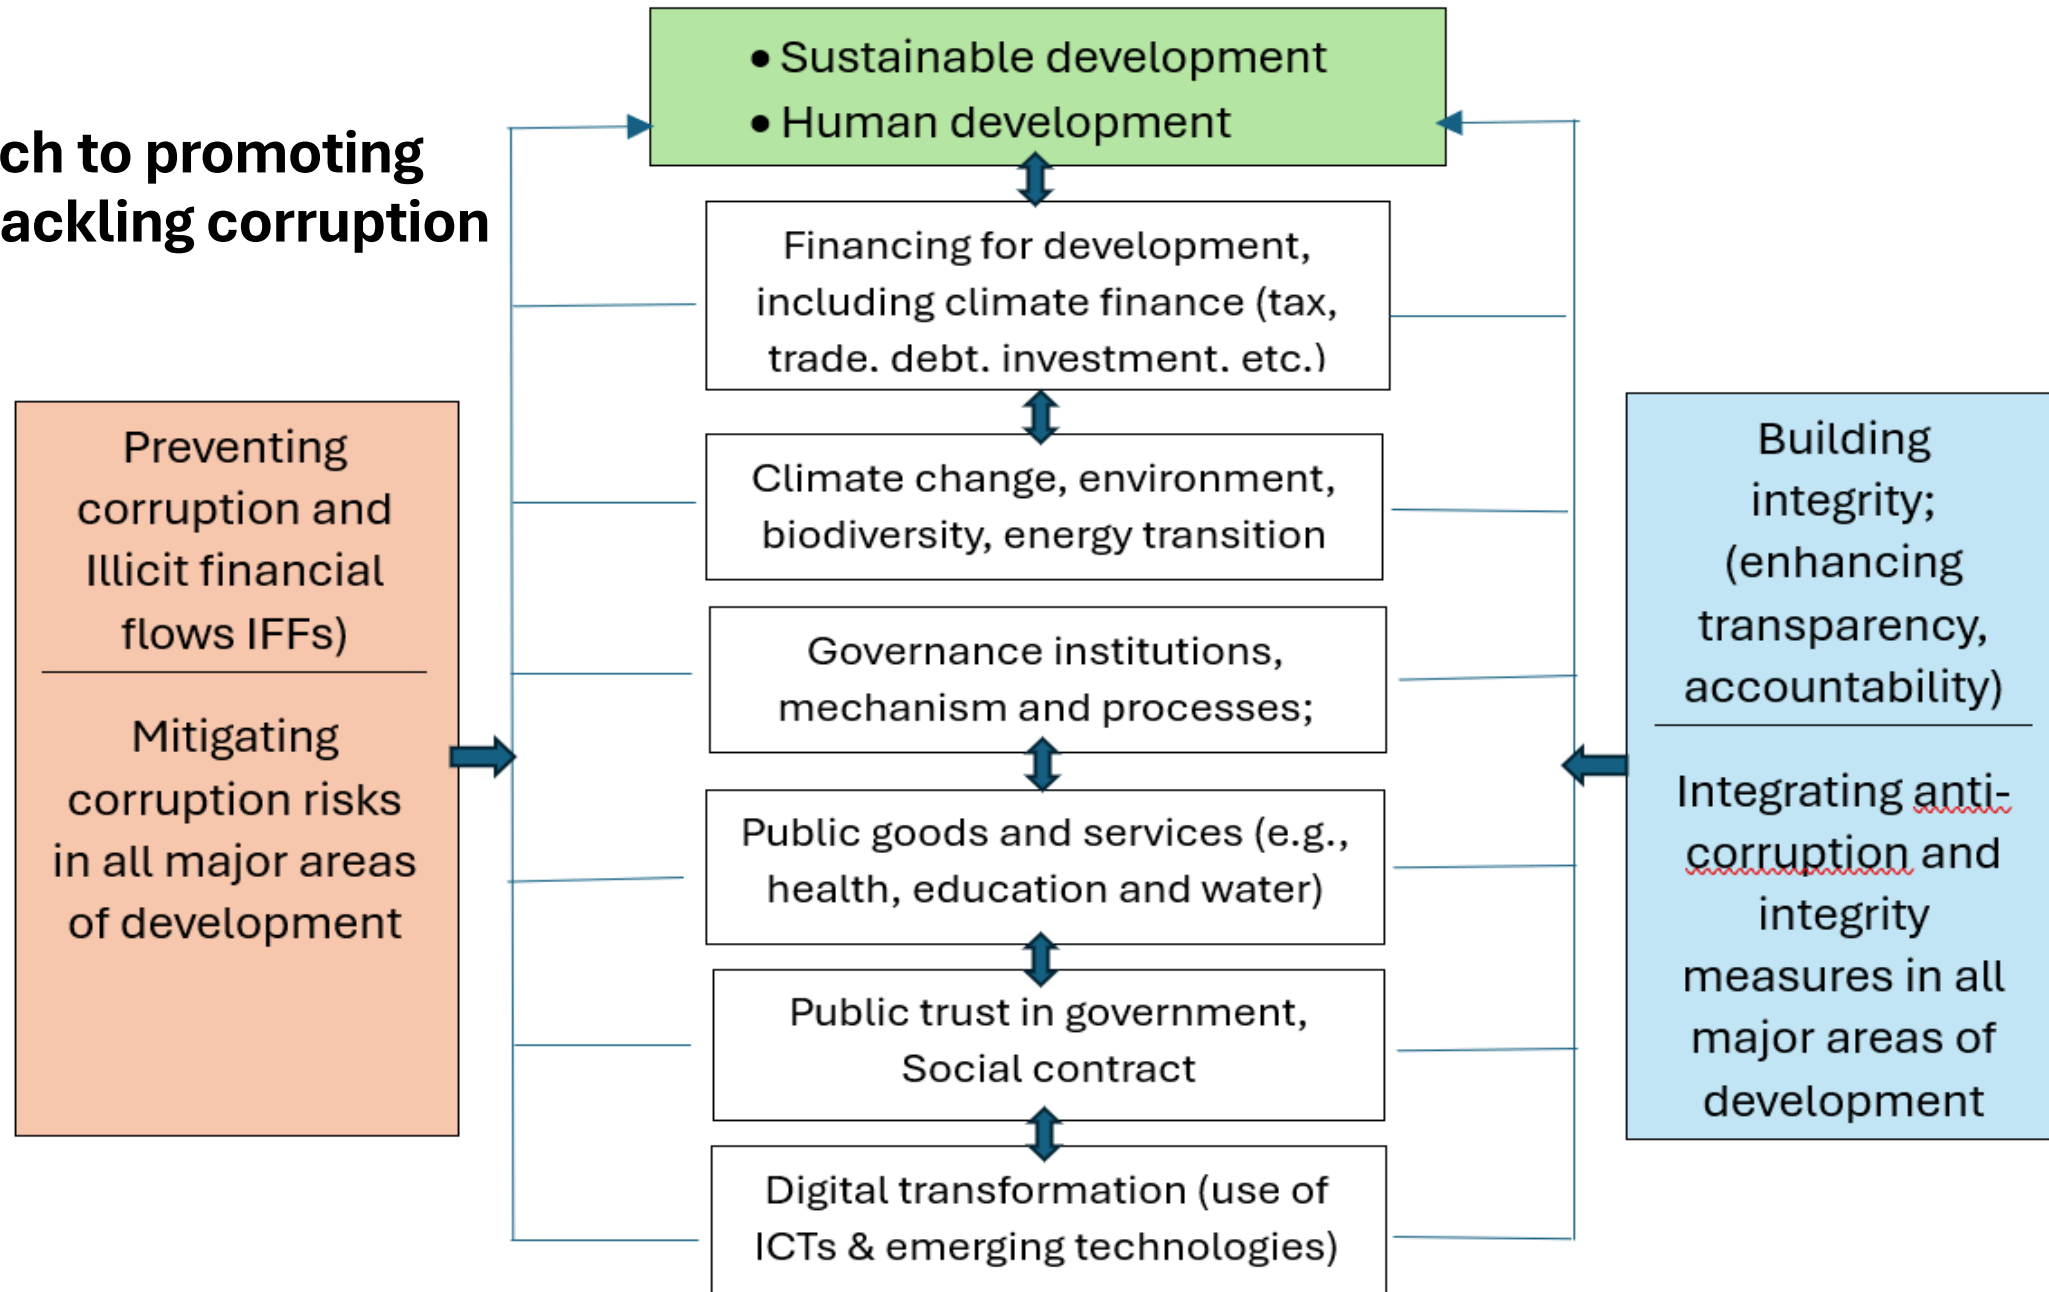 ch to promoting
ackling corruption
• Sustainable development
• Human development
Financing for development,
including climate finance (tax,
trade, debt, investment, etc.)
Climate change, environment,
biodiversity, energy transition
Governance institutions,
mechanism and processes;
Public goods and services (e.g.,
health, education and water)
Public trust in government,
Social contract
Digital transformation (use of
ICTs & emerging technologies)
Preventing
corruption and
Illicit financial
flows IFFs)
Mitigating
corruption risks
in all major areas
of development
Building
integrity;
(enhancing
transparency,
accountability)
Integrating anti-
corruption and
integrity
measures in all
major areas of
development